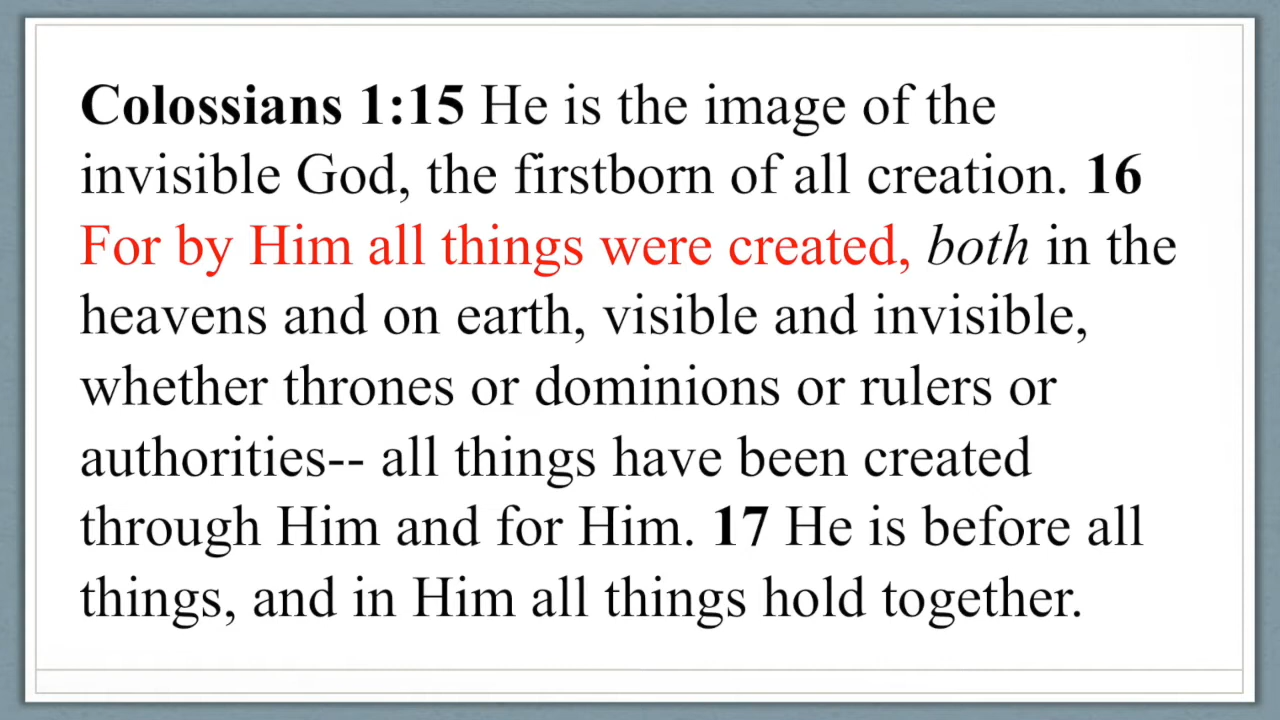 Colossians 1:15 He is the image of the
invisible God, the firstborn of all creation. 16
For by Him all things were created, both in the
heavens and on earth, visible and invisible,
whether thrones or dominions or rulers or
authorities-- all things have been created
through Him and for Him. 17 He is before all
things, and in Him all things hold together.